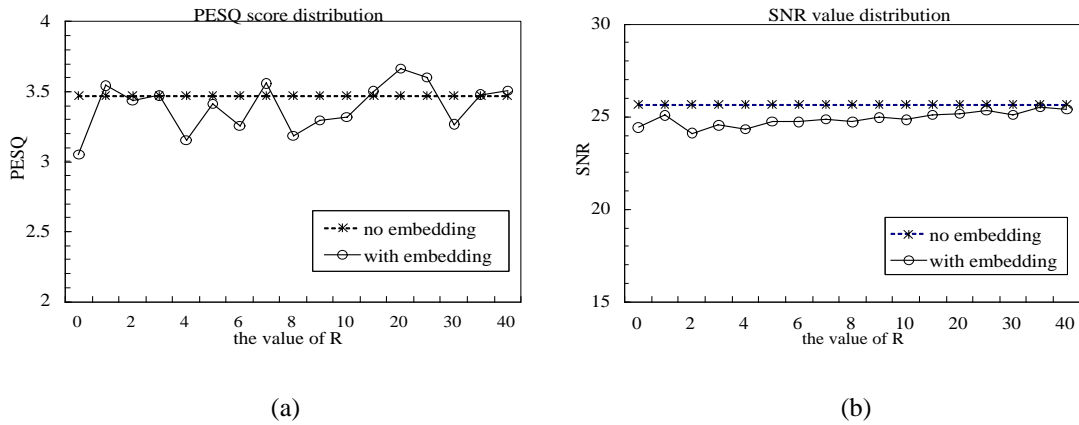 PESQ score distribution
4
3.5
3
2.5
2
PESQ
no embedding
with embedding
0 2 4 6 8 10 20 30 40
the value of R
(a)
SNR value distribution
30
25
20
15
SNR
no embedding
with embedding
0 2 4 6 8 10 20 30 40
the value of R
(b)